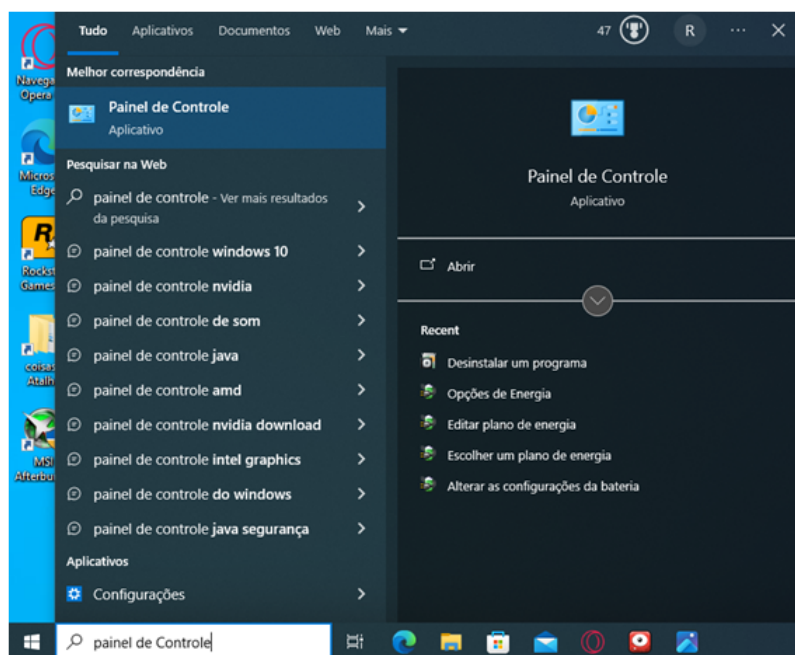 Tudo Aplicativos Documentos Web Mais 47 R
Melhor correspondência
Painel de Controle
Aplicativo
Pesquisar na Web
painel de controle - Ver mais resultados
da pesquisa
painel de controle windows 10
painel de controle nvidia
painel de controle de som
painel de controle java
painel de controle amd
painel de controle nvidia download
painel de controle intel graphics
painel de controle do windows
painel de controle java segurança
Aplicativos
Configurações
painel de Controle
Painel de Controle
Aplicativo
Abrir
Recent
Desinstalar um programa
Opções de Energia
Editar plano de energia
Escolher um plano de energia
Alterar as configurações da bateria
Navega
Opera
Micros
Edge
R
Rockst
Games
coisas
Atalh
MSI
Afterbu